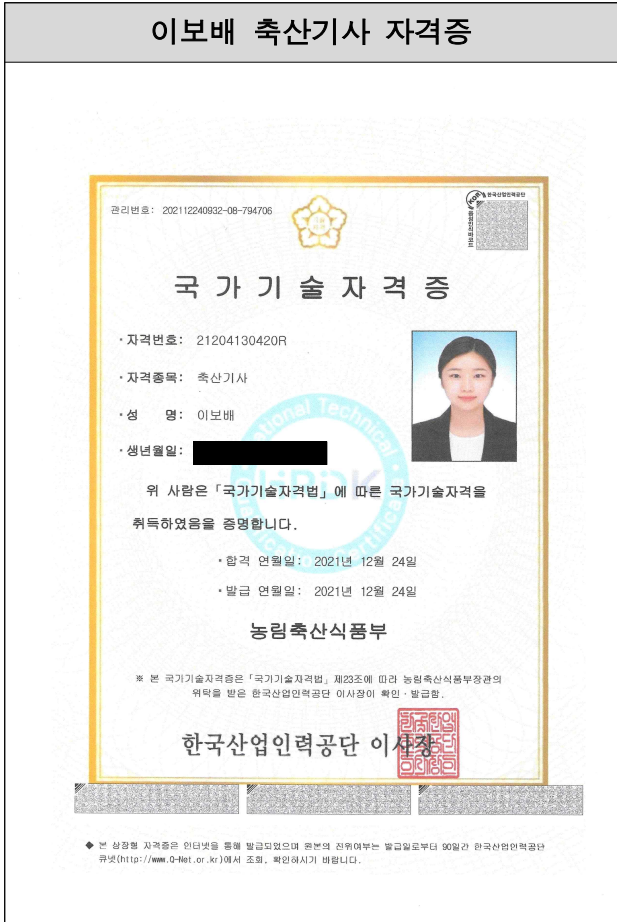 이보배 축산기사 자격증
관리번호: 202112240932-08-794706
한국산업인력공단
음성인식바코드
국가기술자격증
·자격번호: 21204130420R
·자격종목: 축산기사
·성 명: 이보배
·생년월일:
위 사람은「국가기술자격법」에 따른 국가기술자격을
취득하였음을 증명합니다.
·합격 연월일: 2021년 12월 24일
·발급 연월일: 2021년 12월 24일
농림축산식품부
※ 본 국가기술자격증은「국가기술자격법」제23조에 따라 농림축산식품부장관의
위탁을 받은 한국산업인력공단 이사장이 확인·발급함.
한국산업인력공단 이사장
◆ 본 상장형 자격증은 인터넷을 통해 발급되었으며 원본의 진위여부는 발급일로부터 90일간 한국산업인력공단
큐넷(http://www.Q-Net.or.kr)에서 조회, 확인하시기 바랍니다.